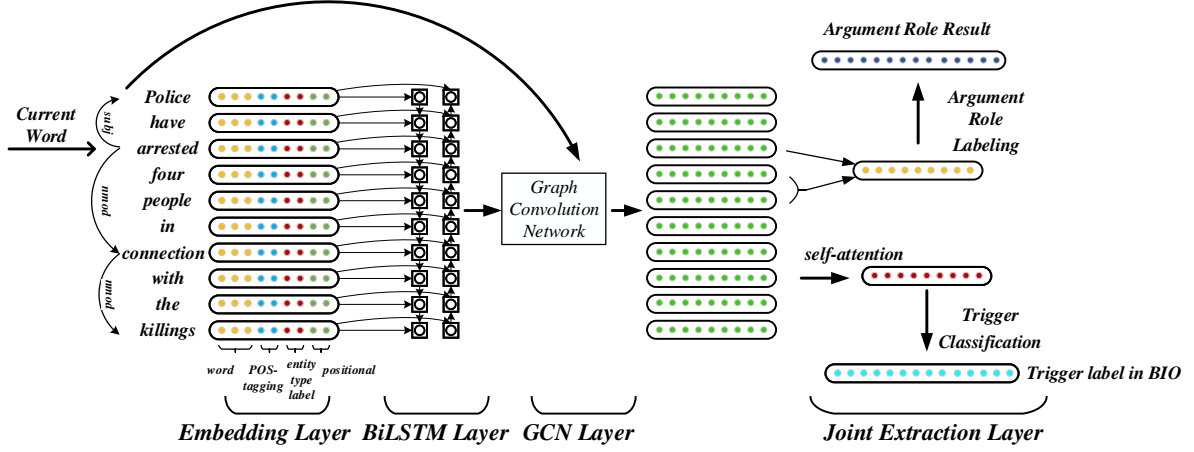 Argument Role Result
Current
Word
subj
nmod
nmod
Police
have
arrested
four
people
in
connection
with
the
killings
Graph
Convolution
Network
Argument
Role
Labeling
self-attention
Trigger
Classification
Trigger label in BIO
word
POS-
tagging
entity
type
label
positional
Embedding Layer
BiLSTM Layer
GCN Layer
Joint Extraction Layer